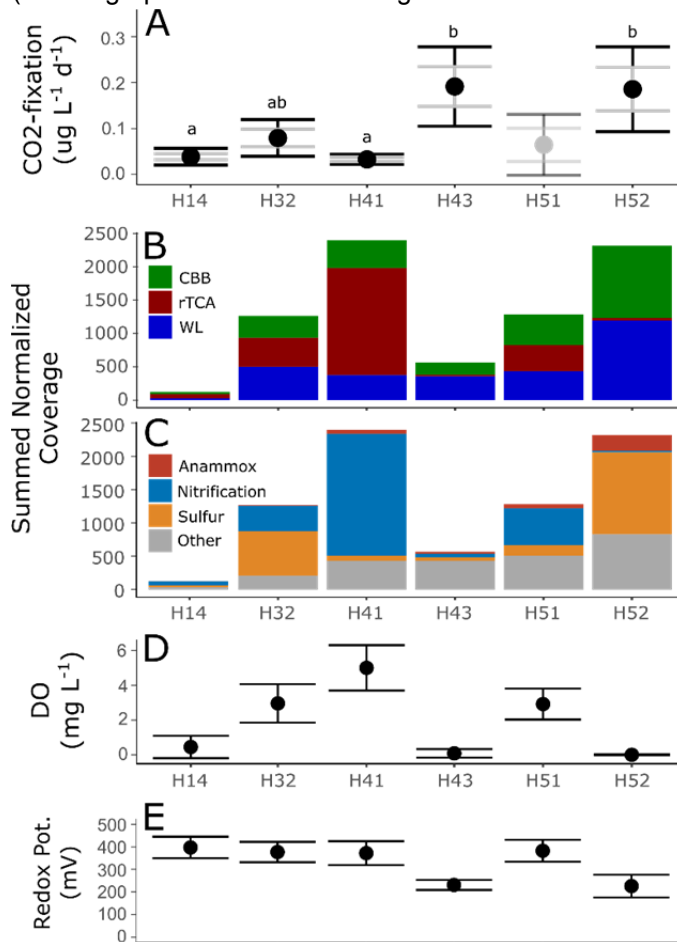 A
CO2-fixation
(ug L-1 d-1)
0.3
0.2
0.1
0.0
a
ab
a
b
b
H14 H32 H41 H43 H51 H52
B
Summed Normalized
Coverage
2500
2000
1500
1000
500
0
CBB
rTCA
WL
C
2500
2000
1500
1000
500
0
Anammox
Nitrification
Sulfur
Other
H14 H32 H41 H43 H51 H52
D
DO
(mg L-1)
6
4
2
0
H14 H32 H41 H43 H51 H52
E
Redox Pot.
(mV)
500
400
300
200
100
0